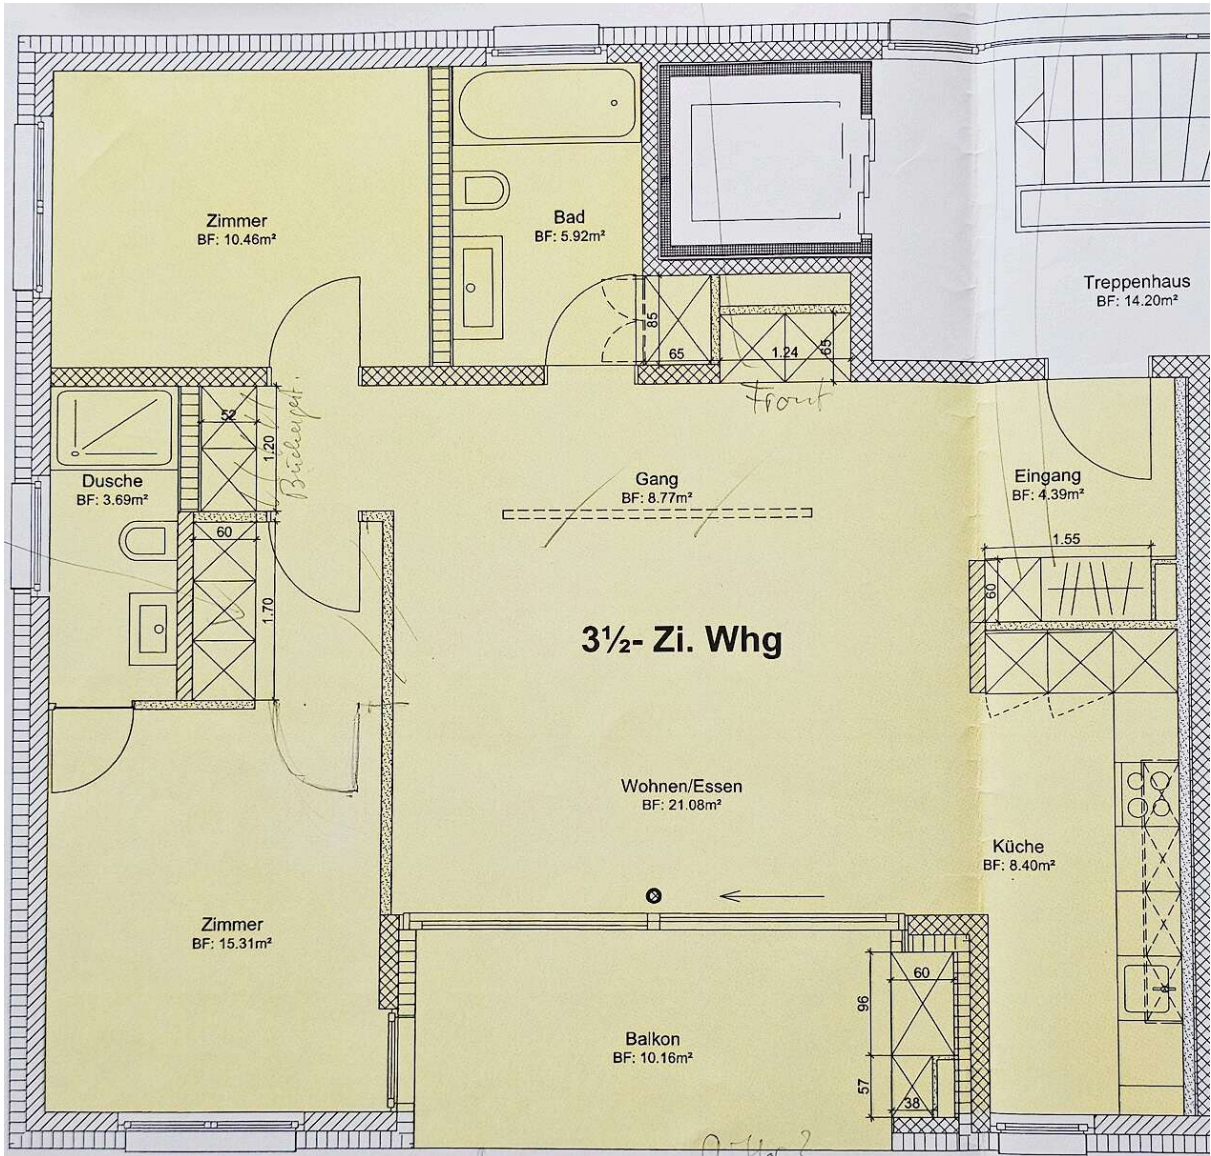 Zimmer
BF: 10.46m²
Bad
BF: 5.92m²
Treppenhaus
BF: 14.20m²
85
65
1.24
65
Front
52
1.20
Dusche
BF: 3.69m²
Gang
BF: 8.77m²
Eingang
BF: 4.39m²
60
1.70
1.55
60
3½- Zi. Whg
Wohnen/Essen
BF: 21.08m²
Küche
BF: 8.40m²
Zimmer
BF: 15.31m²
Balkon
BF: 10.16m²
60
96
57
38